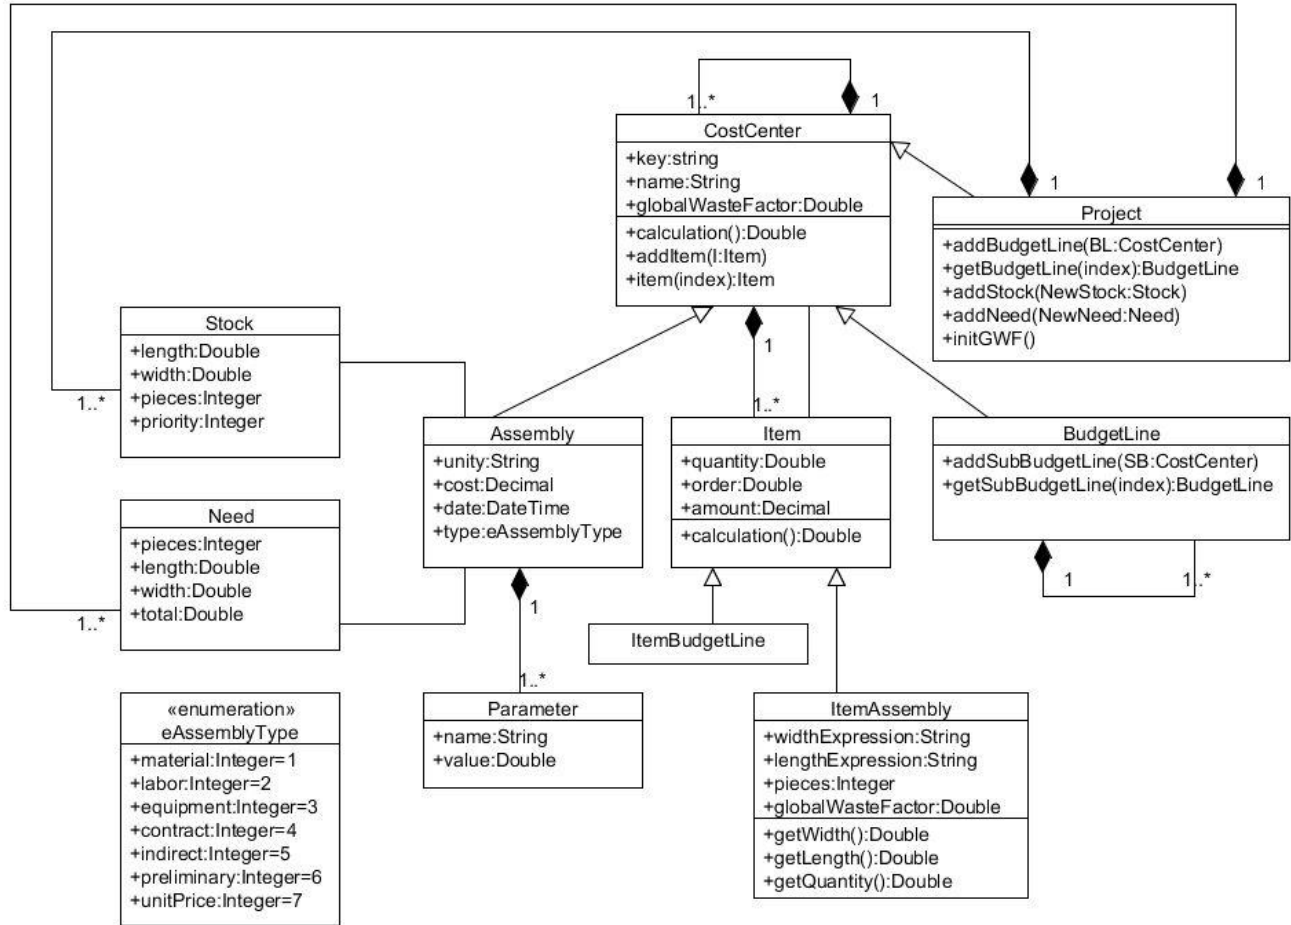 1..*
1
CostCenter
+key:string
+name:String
+globalWasteFactor:Double
+calculation():Double
+addItem(I:Item)
+item(index):Item
1
1
Project
+addBudgetLine(BL:CostCenter)
+getBudgetLine(index):BudgetLine
+addStock(NewStock:Stock)
+addNeed(NewNeed:Need)
+initGWF()
Stock
+length:Double
+width:Double
+pieces:Integer
+priority:Integer
1..*
1
1..*
Assembly
+unity:String
+cost:Decimal
+date:DateTime
+type:eAssemblyType
Item
+quantity:Double
+order:Double
+amount:Decimal
+calculation():Double
BudgetLine
+addSubBudgetLine(SB:CostCenter)
+getSubBudgetLine(index):BudgetLine
1
1..*
Need
+pieces:Integer
+length:Double
+width:Double
+total:Double
1..*
1
1..*
ItemBudgetLine
«enumeration»
eAssemblyType
+material:Integer=1
+labor:Integer=2
+equipment:Integer=3
+contract:Integer=4
+indirect:Integer=5
+preliminary:Integer=6
+unitPrice:Integer=7
Parameter
+name:String
+value:Double
ItemAssembly
+widthExpression:String
+lengthExpression:String
+pieces:Integer
+globalWasteFactor:Double
+getWidth():Double
+getLength():Double
+getQuantity():Double